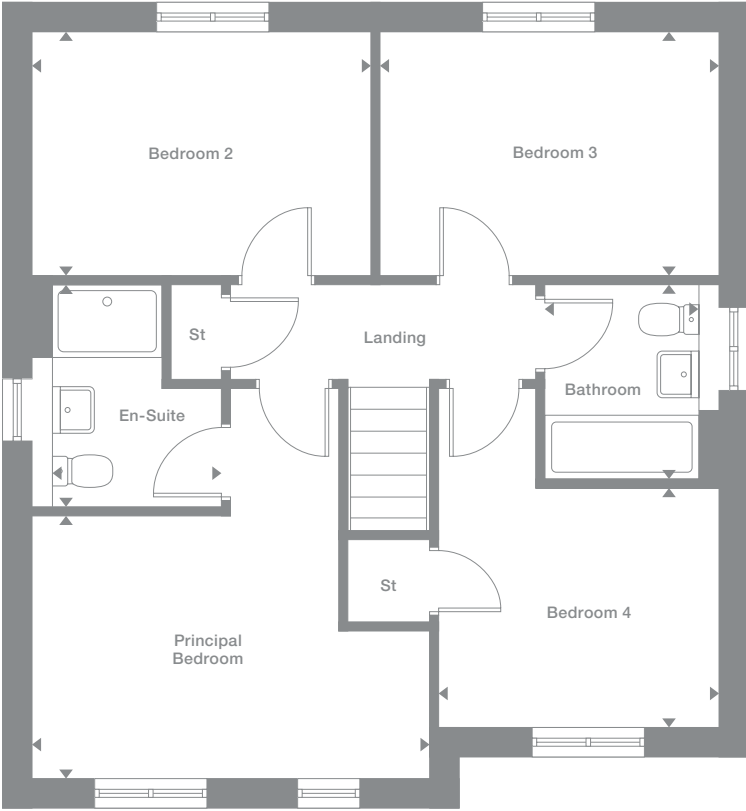 Bedroom 2
Bedroom 3
St
Landing
Bathroom
En-Suite
St
Bedroom 4
Principal
Bedroom